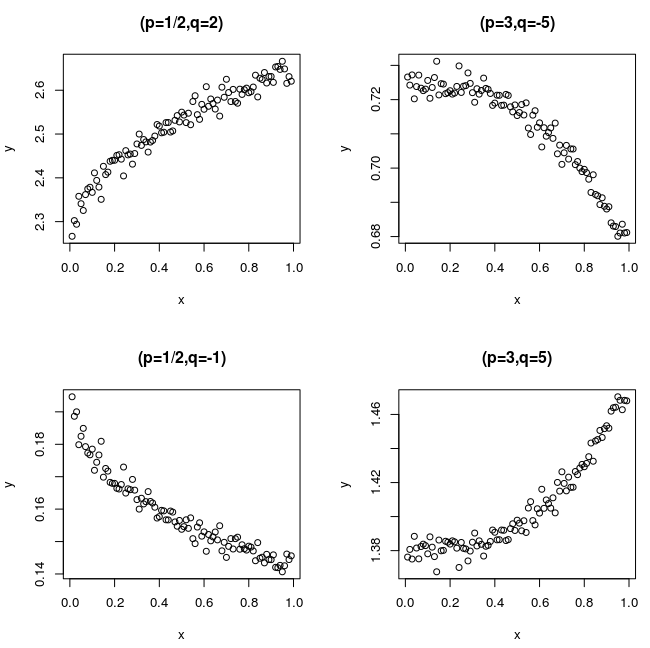 (p=1/2,q=2)
2.6
2.5
2.4
2.3
y
0.0 0.2 0.4 0.6 0.8 1.0
x
(p=3,q=-5)
0.72
0.70
0.68
y
0.0 0.2 0.4 0.6 0.8 1.0
x
(p=1/2,q=-1)
0.18
0.16
0.14
y
0.0 0.2 0.4 0.6 0.8 1.0
x
(p=3,q=5)
1.46
1.42
1.38
y
0.0 0.2 0.4 0.6 0.8 1.0
x